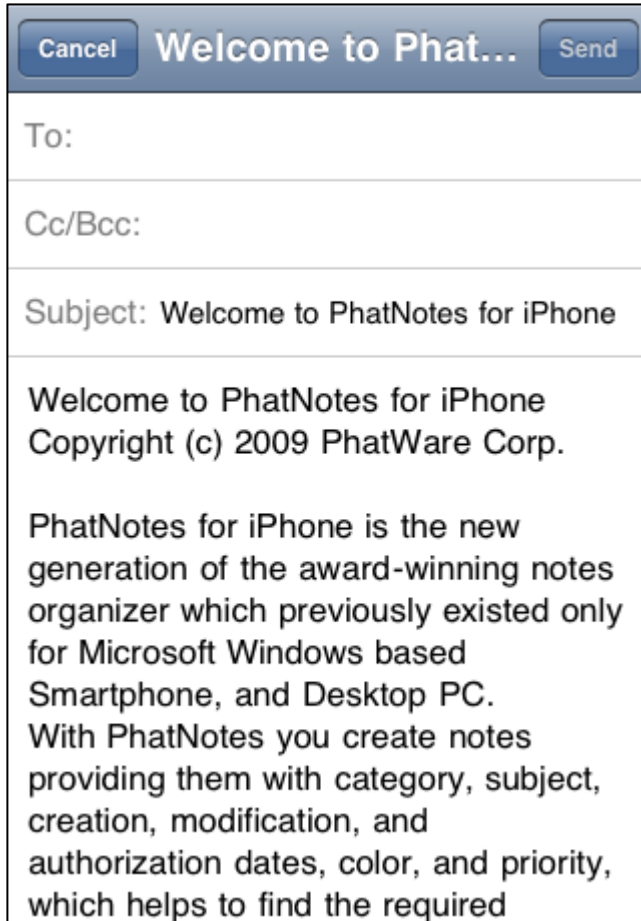 Cancel Welcome to Phat... Send
To:
Cc/Bcc:
Subject: Welcome to PhatNotes for iPhone
Welcome to PhatNotes for iPhone
Copyright (c) 2009 PhatWare Corp.
PhatNotes for iPhone is the new
generation of the award-winning notes
organizer which previously existed only
for Microsoft Windows based
Smartphone, and Desktop PC.
With PhatNotes you create notes
providing them with category, subject,
creation, modification, and
authorization dates, color, and priority,
which helps to find the required